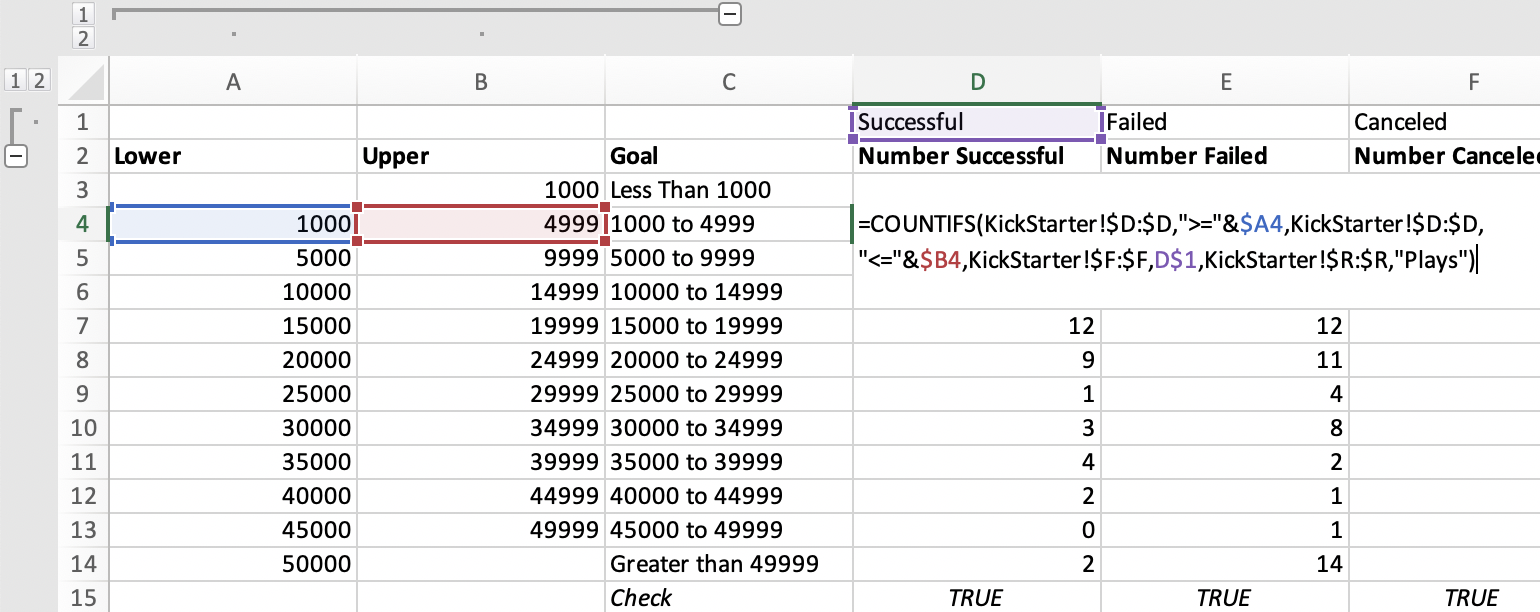 1
2
1 2
A B C D E F
1 Successful Failed Canceled
2 Lower Upper Goal Number Successful Number Failed Number Cancele
3 1000 Less Than 1000
4 1000 4999 1000 to 4999 =COUNTIFS(KickStarter!$D:$D,">="&$A4,KickStarter!$D:$D,
5 5000 9999 5000 to 9999 "<="&$B4,KickStarter!$F:$F,D$1,KickStarter!$R:$R,"Plays")
6 10000 14999 10000 to 14999
7 15000 19999 15000 to 19999 12 12
8 20000 24999 20000 to 24999 9 11
9 25000 29999 25000 to 29999 1 4
10 30000 34999 30000 to 34999 3 8
11 35000 39999 35000 to 39999 4 2
12 40000 44999 40000 to 44999 2 1
13 45000 49999 45000 to 49999 0 1
14 50000 Greater than 49999 2 14
15 Check TRUE TRUE TRUE